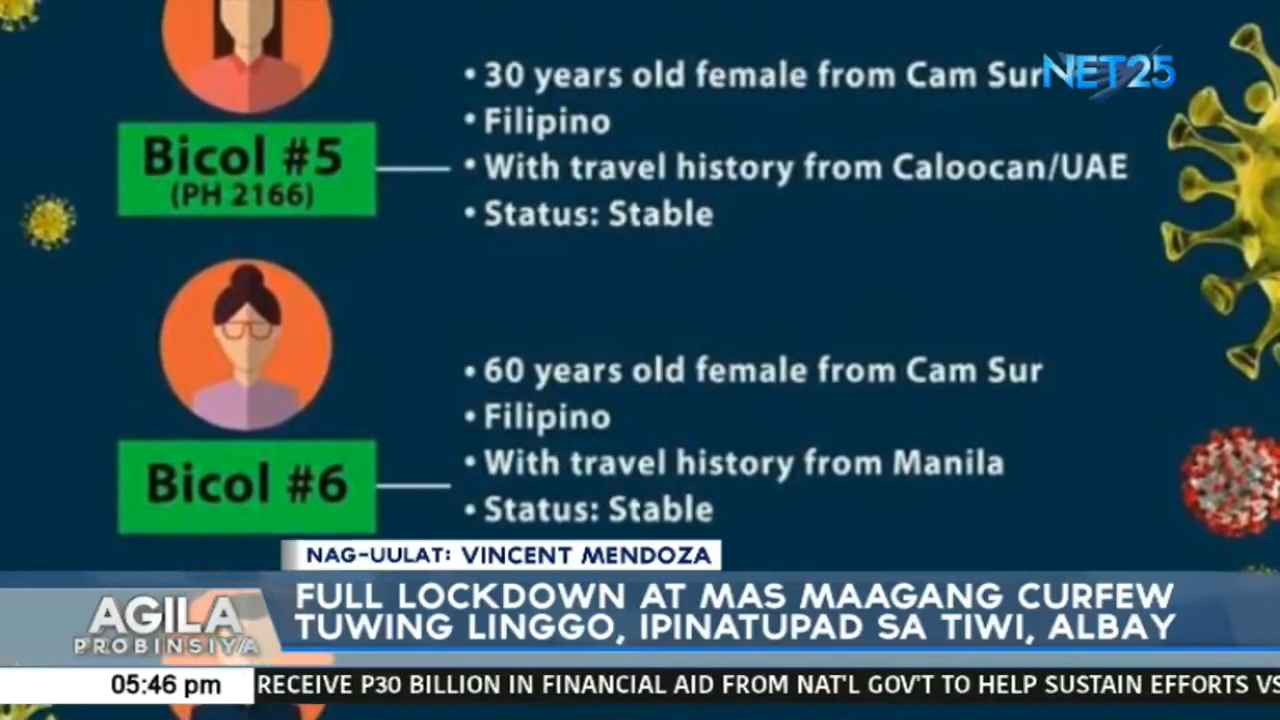 • 30 years old female from Cam Sur
NET25
• Filipino
Bicol #5
(PH 2166)
• With travel history from Caloocan/UAE
• Status: Stable
• 60 years old female from Cam Sur
• Filipino
Bicol #6
• With travel history from Manila
• Status: Stable
NAG-UULAT: VINCENT MENDOZA
AGILA
PROBINSIYA
FULL LOCKDOWN AT MAS MAAGANG CURFEW
TUWING LINGGO, IPINATUPAD SA TIWI, ALBAY
05:46 pm
RECEIVE P30 BILLION IN FINANCIAL AID FROM NAT'L GOV'T TO HELP SUSTAIN EFFORTS VS